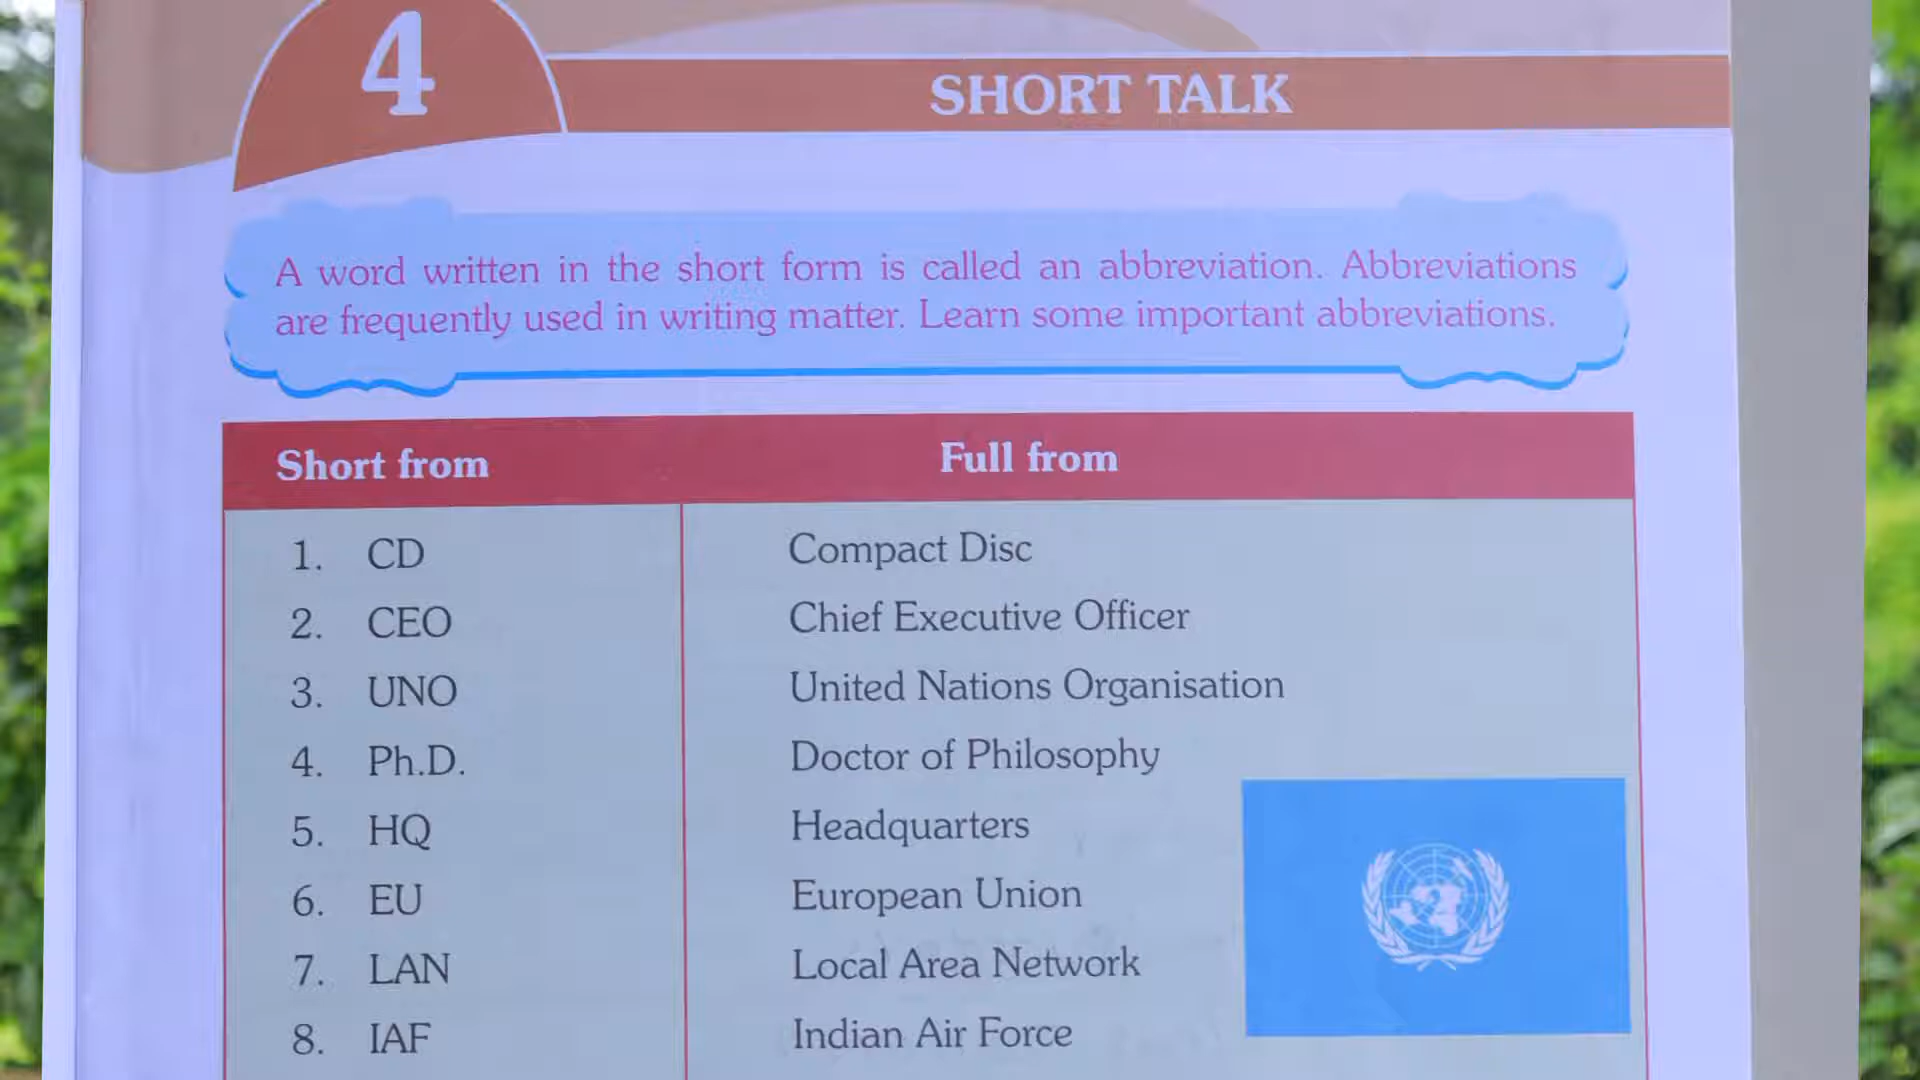 4
SHORT TALK
A word written in the short form is called an abbreviation. Abbreviations
are frequently used in writing matter. Learn some important abbreviations.
Short from Full from
1. CD Compact Disc
2. CEO Chief Executive Officer
3. UNO United Nations Organisation
4. Ph.D. Doctor of Philosophy
5. HQ Headquarters
6. EU European Union
7. LAN Local Area Network
8. IAF Indian Air Force